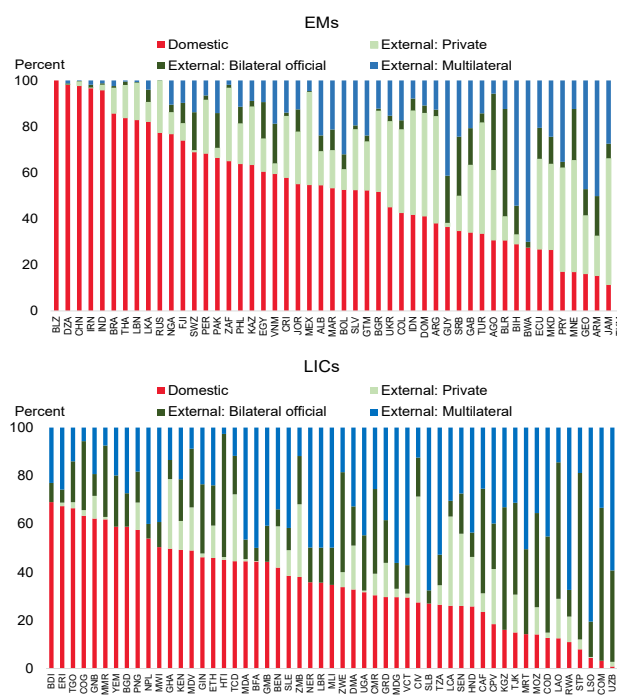 EMs
Percent
Domestic
External: Private
External: Bilateral official
External: Multilateral
100
80
60
40
20
0
BLZ DZA CHN IRN IND BRA THA LBN LKA RUS NGA FJI SWZ PER PAK ZAF PHL KAZ EGY VNM CRI JOR MEX ALB MAR BOL SLV GTM BGR UKR COL IDN DOM ARG GUY SRB GAB TUR AGO BLR BIH BWA ECU MKD PRY MNE GEO ARM JAM
LICs
Percent
Domestic
External: Private
External: Bilateral official
External: Multilateral
100
80
60
40
20
0
BDI ERI TGO COG GNB MMR YEM BGD PNG NPL MWI GHA KEN MDV GIN ETH HTI TCD MDA BFA GMB BEN SLE ZMB NER LBR MLI ZWE DMA UGA CMR GRD MDG VCT CIV SLB TZA LCA SEN HND CAF CPV KGZ TJK MRT MOZ COD LAO RWA STP LSO COM UZB